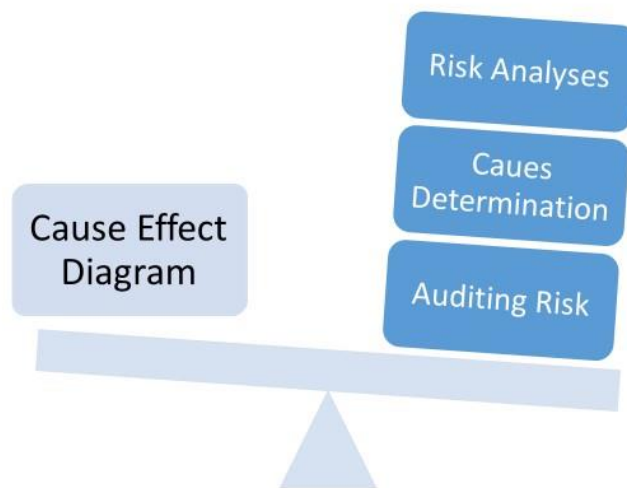 Risk Analyses
Caues
Determination
Cause Effect
Diagram
Auditing Risk